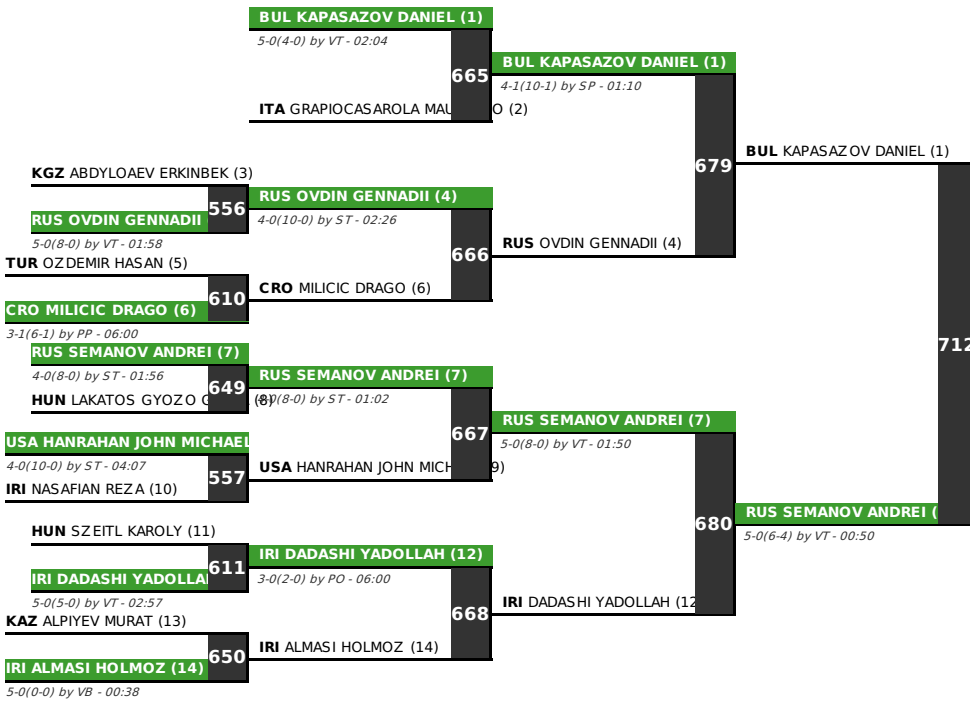 BUL KAPASAZOV DANIEL (1)
5-0(4-0) by VT - 02:04
665
ITA GRAPIOCASAROLA O (2)
BUL KAPASAZOV DANIEL (1)
4-1(10-1) by SP - 01:10
679
BUL KAPASAZOV DANIEL (1)
KGZ ABDYLOAEV ERKINBEK (3)
556
RUS OVDIN GENNADII
5-0(8-0) by VT - 01:58
RUS OVDIN GENNADII (4)
4-0(10-0) by ST - 02:26
666
RUS OVDIN GENNADII (4)
TUR OZDEMIR HASAN (5)
610
CRO MILICIC DRAGO (6)
3-1(6-1) by PP - 06:00
CRO MILICIC DRAGO (6)
712
RUS SEMANOV ANDREI (7)
4-0(8-0) by ST - 01:56
649
HUN LAKATOS GYOZO (8)
RUS SEMANOV ANDREI (7)
(8-0) by ST - 01:02
667
RUS SEMANOV ANDREI (7)
5-0(8-0) by VT - 01:50
USA HANRAHAN JOHN MICHAEL
4-0(10-0) by ST - 04:07
557
IRI NASAFIAN REZA (10)
USA HANRAHAN JOHN MICH 9)
680
RUS SEMANOV ANDREI (
5-0(6-4) by VT - 00:50
HUN SZEITL KAROLY (11)
611
IRI DADASHI YADOLLAH
5-0(5-0) by VT - 02:57
IRI DADASHI YADOLLAH (12)
3-0(2-0) by PO - 06:00
668
IRI DADASHI YADOLLAH (12
KAZ ALPIYEV MURAT (13)
650
IRI ALMASI HOLMOZ (14)
5-0(0-0) by VB - 00:38
IRI ALMASI HOLMOZ (14)